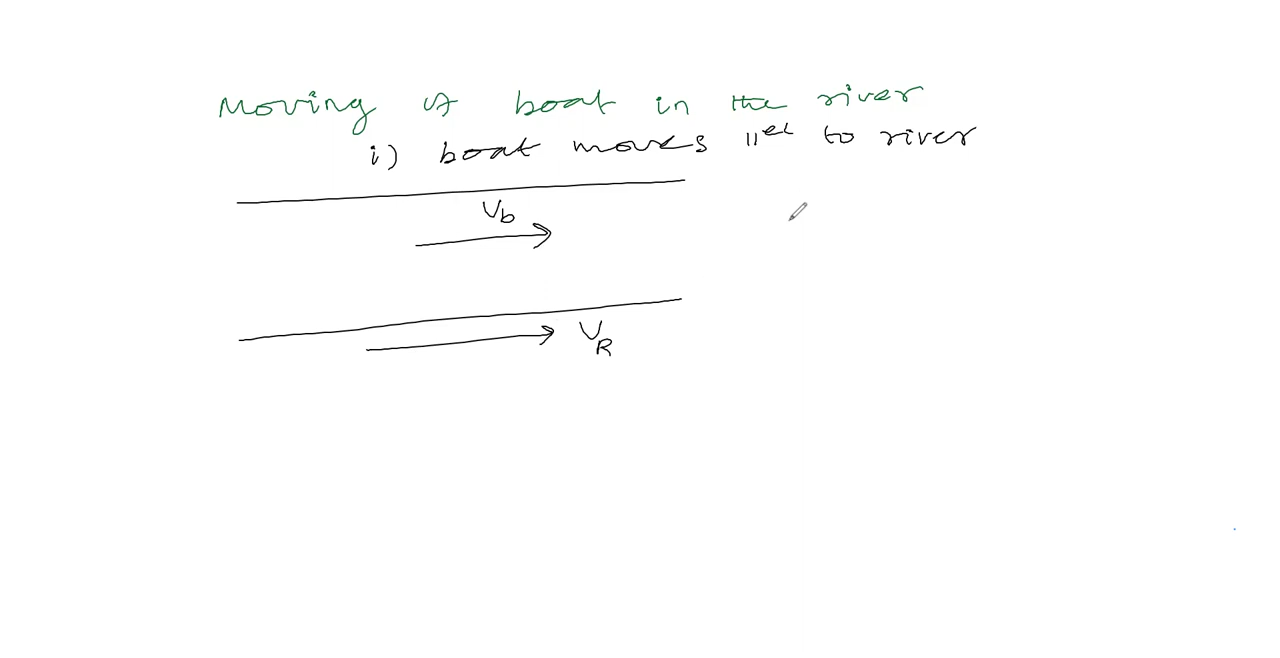 Moving of boat in the river
i) boat moves ||el to river
Vb
VR